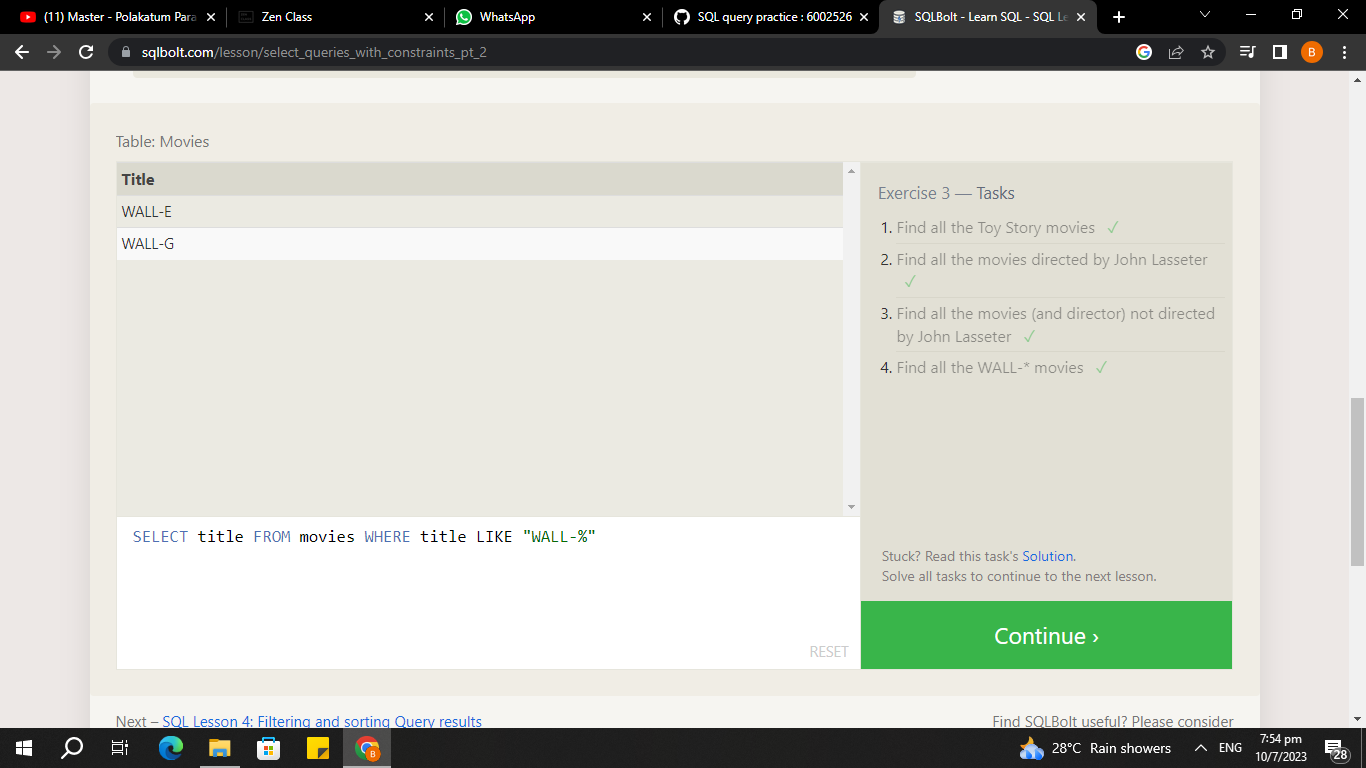 (11) Master - Polakatum Para
Zen Class
WhatsApp
SQL query practice : 6002526
SQLBolt - Learn SQL - SQL Le
sqlbolt.com/lesson/select_queries_with_constraints_pt_2
B
Table: Movies
Title
WALL-E
WALL-G
Exercise 3 — Tasks
1. Find all the Toy Story movies ✓
2. Find all the movies directed by John Lasseter
✓
3. Find all the movies (and director) not directed
by John Lasseter ✓
4. Find all the WALL-* movies ✓
SELECT title FROM movies WHERE title LIKE "WALL-%"
RESET
Stuck? Read this task's Solution.
Solve all tasks to continue to the next lesson.
Continue ›
Next – SQL Lesson 4: Filtering and sorting Query results
Find SQLBolt useful? Please consider
B
28°C Rain showers
ENG
7:54 pm
10/7/2023
28